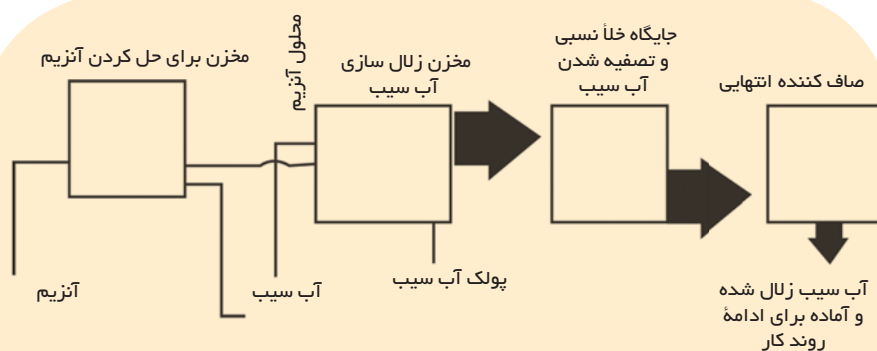 مخزن برای حل کردن آنزیم
محلول آنزیم
مخزن زلال سازی
آب سیب
جایگاه خلأ نسبی
و تصفیه شدن
آب سیب
صاف کننده انتهایی
آنزیم
آب سیب
پولک آب سیب
آب سیب زلال شده
و آماده برای ادامهٔ
روند کار